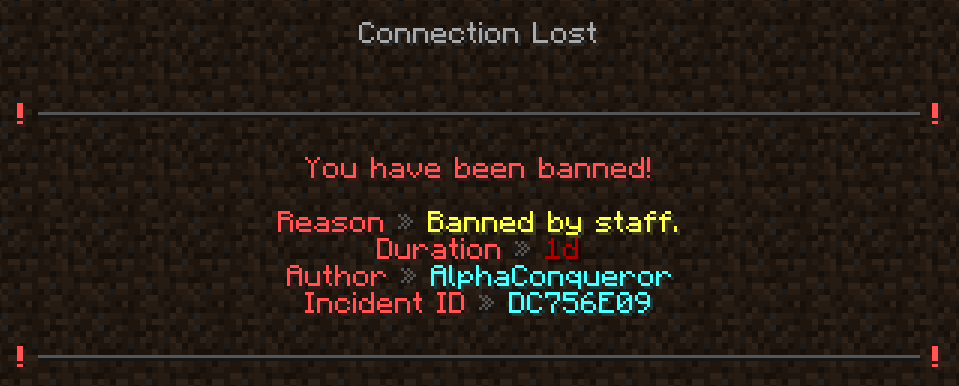 Connection Lost
! !
You have been banned!
Reason » Banned by staff.
Duration » 1d
Author » AlphaConqueror
Incident ID » DC756E09
! !